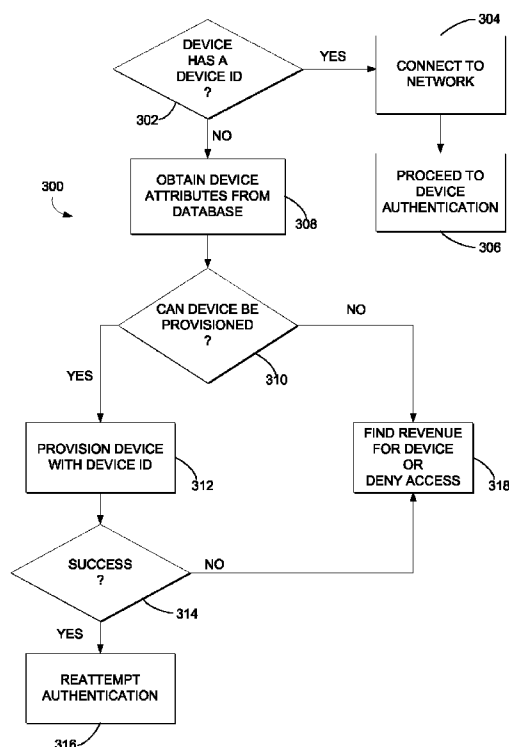 DEVICE
HAS A
DEVICE ID
?
302
YES
304
CONNECT TO
NETWORK
NO
300
OBTAIN DEVICE
ATTRIBUTES FROM
DATABASE
308
PROCEED TO
DEVICE
AUTHENTICATION
306
CAN DEVICE BE
PROVISIONED
?
310
NO
YES
PROVISION DEVICE
WITH DEVICE ID
312
FIND REVENUE
FOR DEVICE
OR
DENY ACCESS
318
SUCCESS
?
314
NO
YES
REATTEMPT
AUTHENTICATION
316